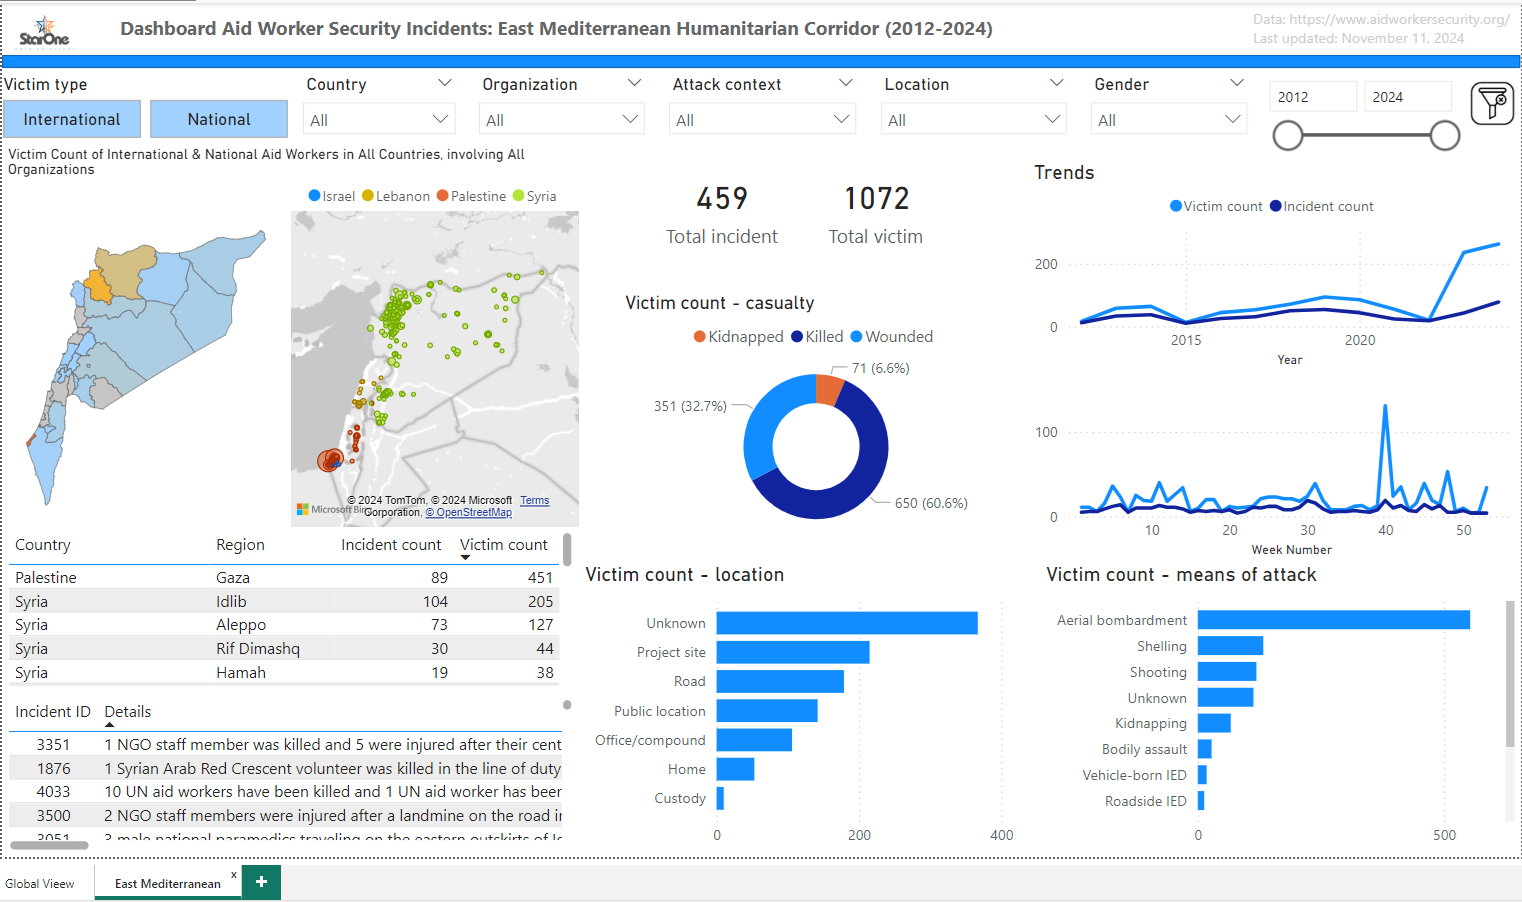 StarOne
Dashboard Aid Worker Security Incidents: East Mediterranean Humanitarian Corridor (2012-2024)
Data: https://www.aidworkersecurity.org/
Last updated: November 11, 2024
Victim type
International
National
Country
All
Organization
All
Attack context
All
Location
All
Gender
All
2012
2024
Victim Count of International & National Aid Workers in All Countries, involving All
Organizations
Israel Lebanon Palestine Syria
© 2024 TomTom, © 2024 Microsoft Terms
Microsoft Bing
Corporation, © OpenStreetMap
459
Total incident
1072
Total victim
Victim count - casualty
Kidnapped Killed Wounded
71 (6.6%)
351 (32.7%)
650 (60.6%)
Trends
Victim count Incident count
200
0
2015 2020
Year
100
0
10 20 30 40 50
Week Number
Country Region Incident count Victim count
Palestine Gaza 89 451
Syria Idlib 104 205
Syria Aleppo 73 127
Syria Rif Dimashq 30 44
Syria Hamah 19 38
Incident ID Details
3351 1 NGO staff member was killed and 5 were injured after their cent
1876 1 Syrian Arab Red Crescent volunteer was killed in the line of duty
4033 10 UN aid workers have been killed and 1 UN aid worker has beer
3500 2 NGO staff members were injured after a landmine on the road ir
3051 3 male national paramedics traveling on the eastern outskirts of
Victim count - location
Unknown
Project site
Road
Public location
Office/compound
Home
Custody
0 200 400
Victim count - means of attack
Aerial bombardment
Shelling
Shooting
Unknown
Kidnapping
Bodily assault
Vehicle-born IED
Roadside IED
0 500
Global Vieew
East Mediterranean
x
+